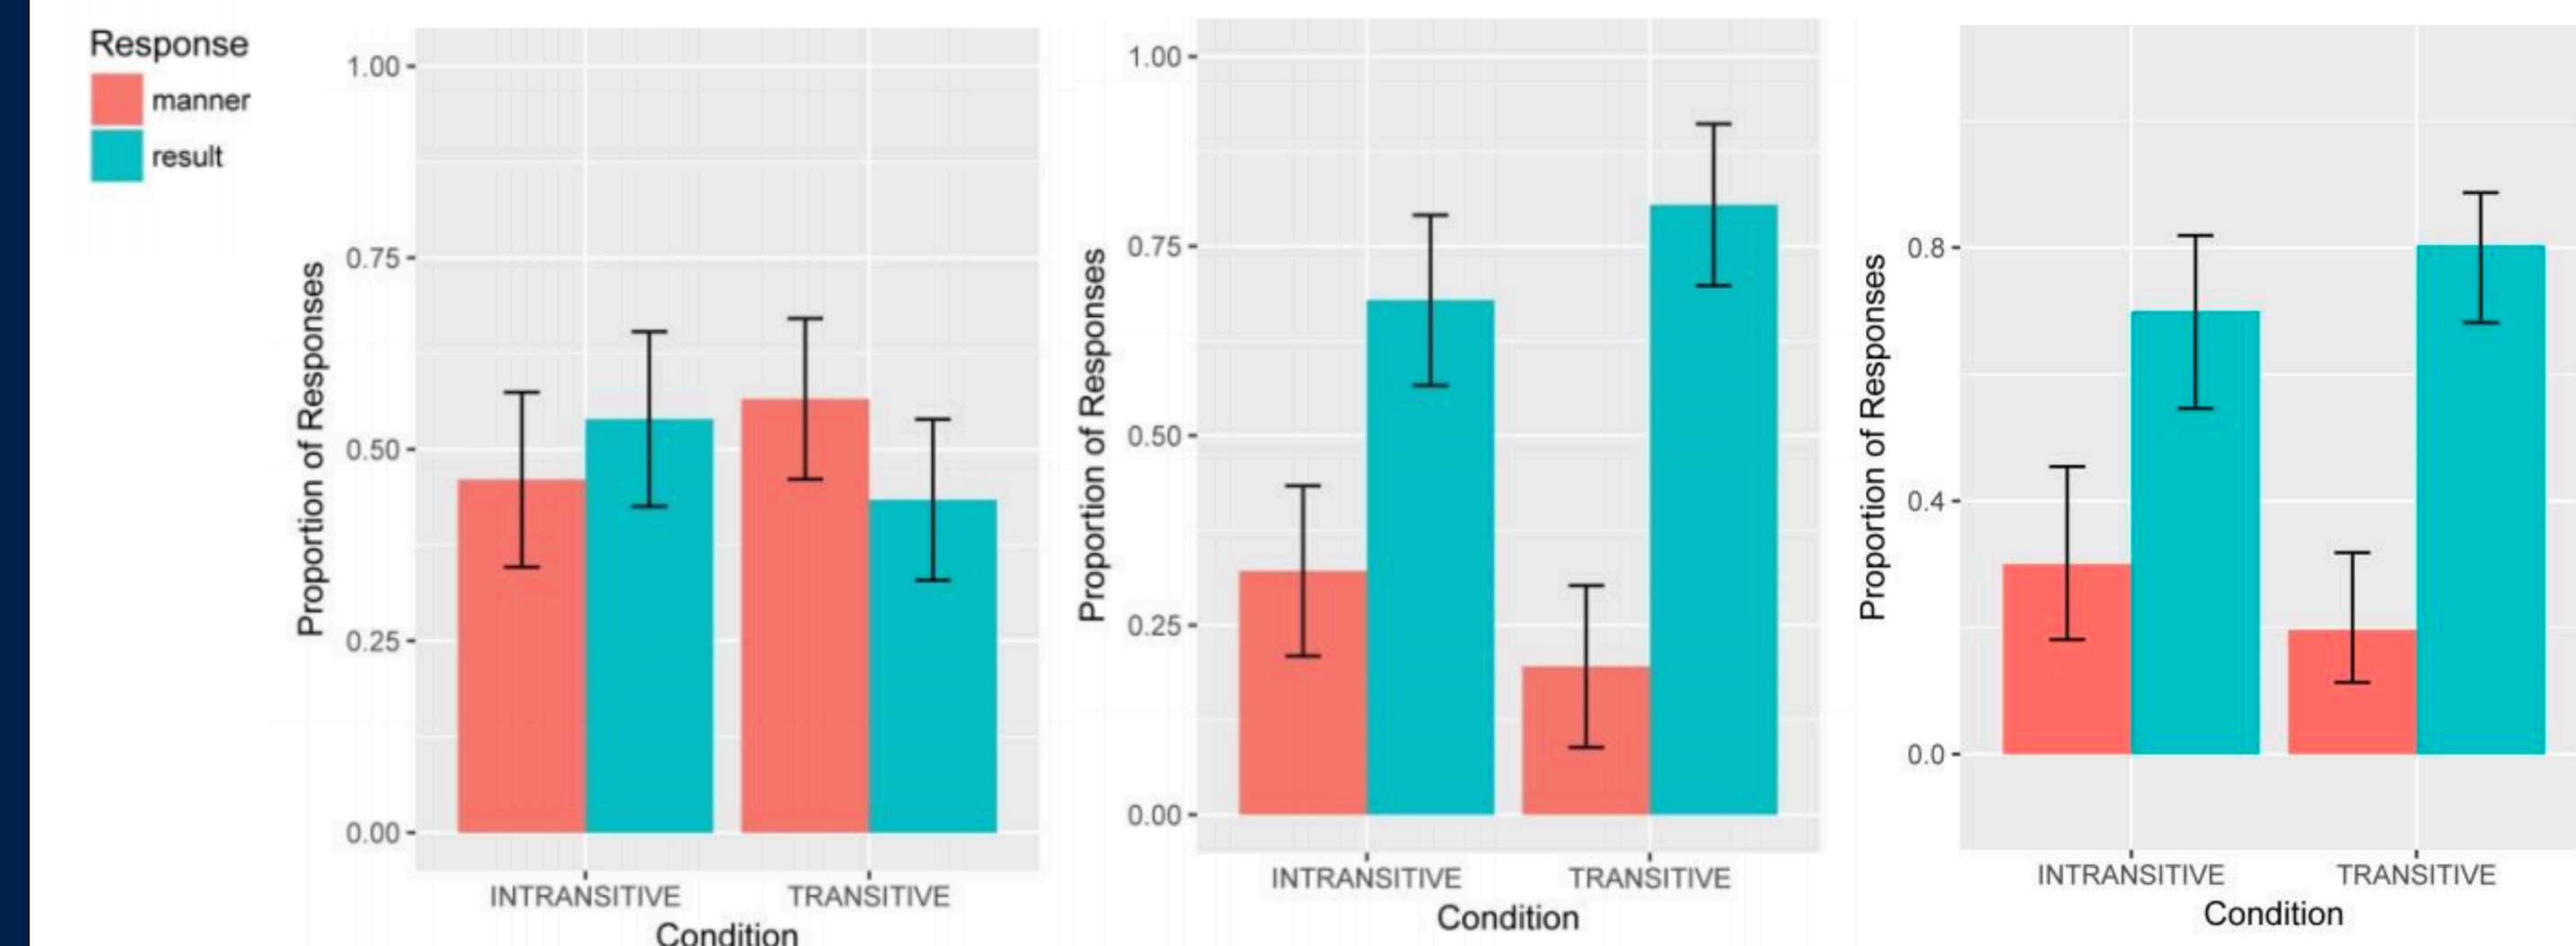 Response
manner
result
Proportion of Responses
1.00
0.75
0.50
0.25
0.00
INTRANSITIVE TRANSITIVE
Condition
Proportion of Responses
1.00
0.75
0.50
0.25
0.00
INTRANSITIVE TRANSITIVE
Condition
Proportion of Responses
0.8
0.4
0.0
INTRANSITIVE TRANSITIVE
Condition